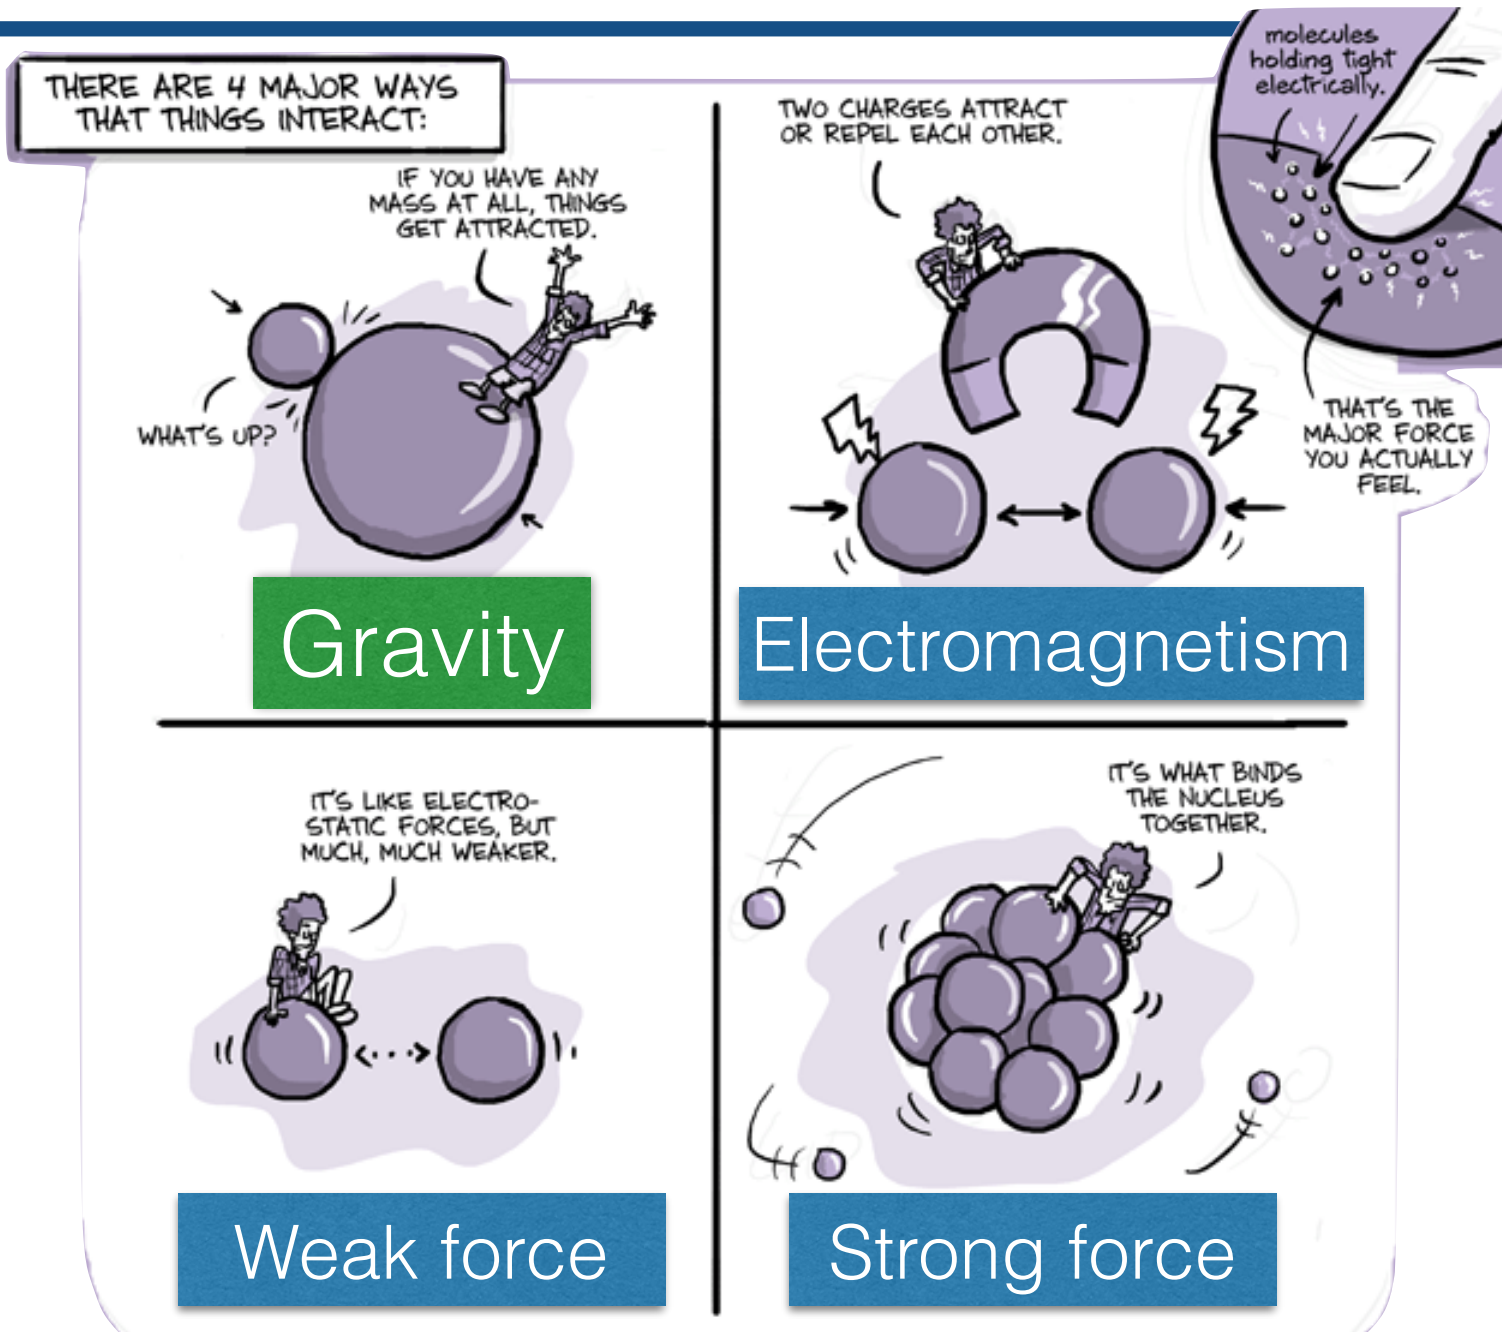 THERE ARE 4 MAJOR WAYS
THAT THINGS INTERACT:
IF YOU HAVE ANY
MASS AT ALL, THINGS
GET ATTRACTED.
WHAT'S UP?
Gravity
TWO CHARGES ATTRACT
OR REPEL EACH OTHER.
molecules
holding tight
electrically.
THAT'S THE
MAJOR FORCE
YOU ACTUALLY
FEEL.
Electromagnetism
IT'S LIKE ELECTRO-
STATIC FORCES, BUT
MUCH, MUCH WEAKER.
Weak force
IT'S WHAT BINDS
THE NUCLEUS
TOGETHER.
Strong force